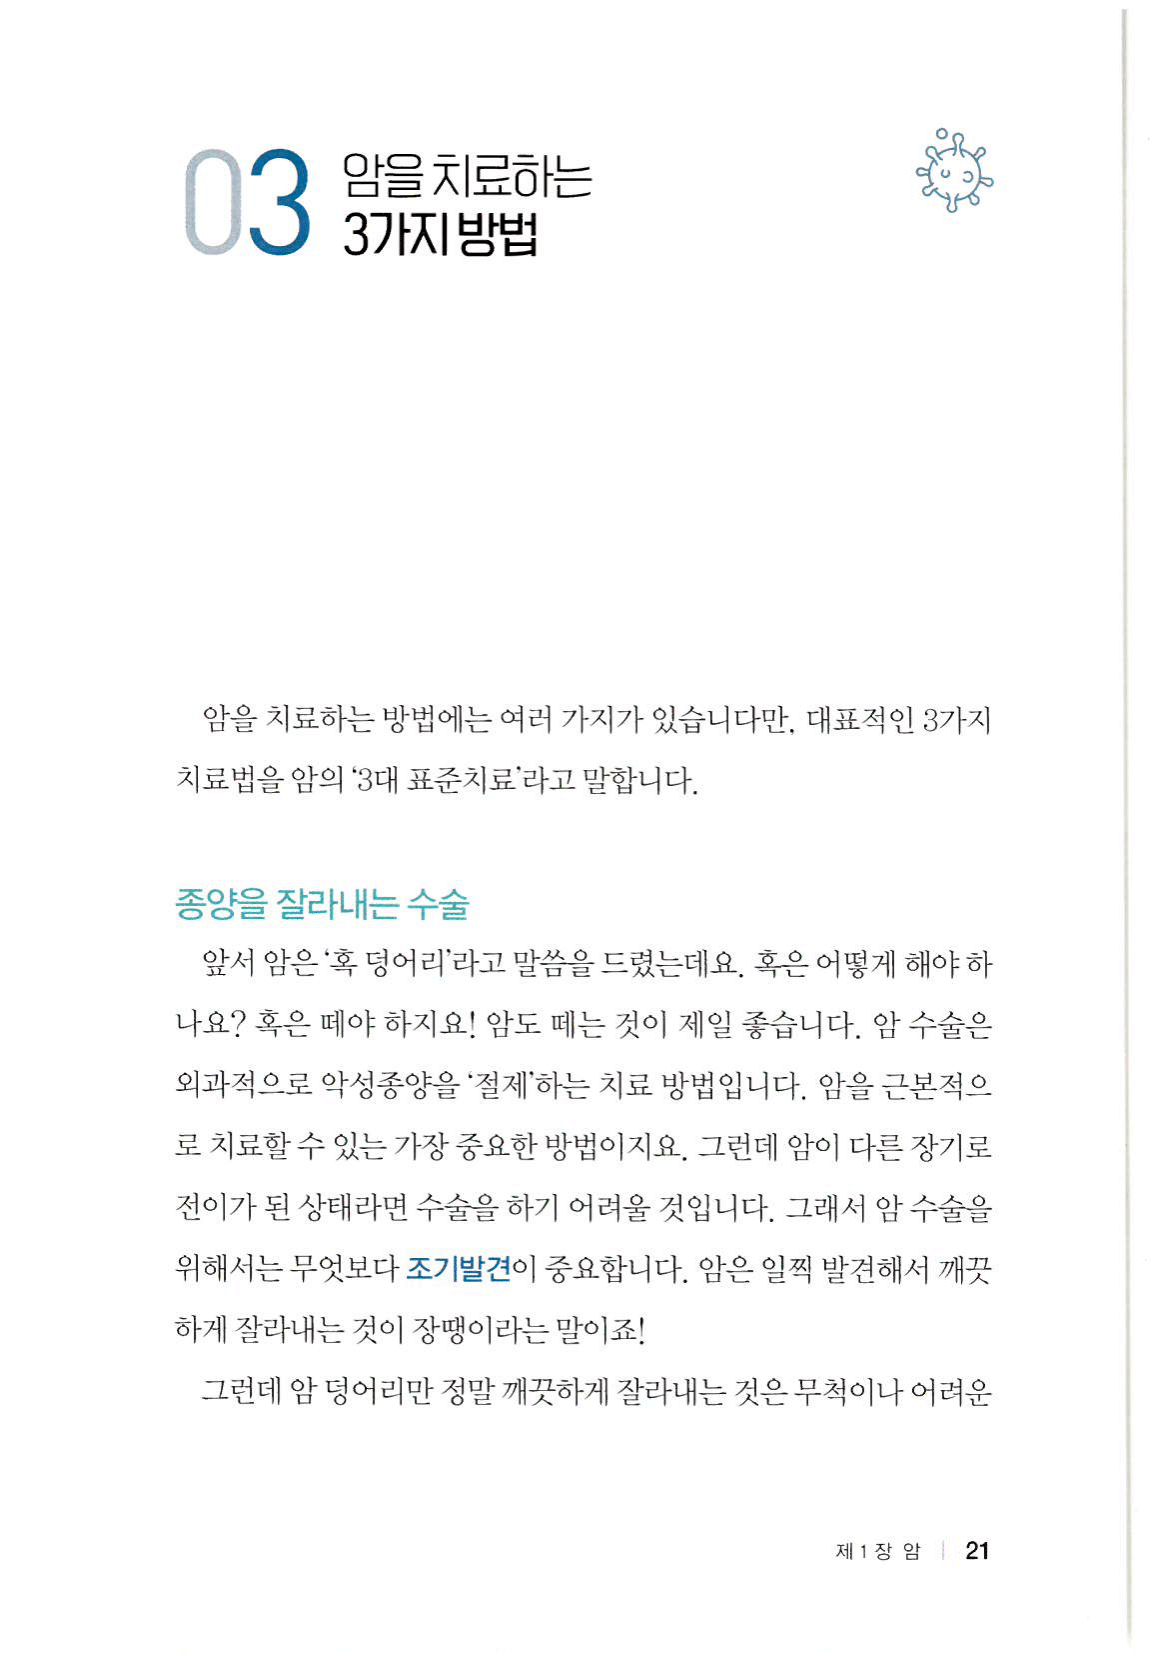 03 암을 치료하는
3가지 방법
암을 치료하는 방법에는 여러 가지가 있습니다만, 대표적인 3가지
치료법을 암의 ‘3대 표준치료’라고 말합니다.
종양을 잘라내는 수술
앞서 암은 ‘혹 덩어리’라고 말씀을 드렸는데요. 혹은 어떻게 해야 하
나요? 혹은 떼야 하지요! 암도 떼는 것이 제일 좋습니다. 암 수술은
외과적으로 악성종양을 ‘절제’하는 치료 방법입니다. 암을 근본적으
로 치료할 수 있는 가장 중요한 방법이지요. 그런데 암이 다른 장기로
전이가 된 상태라면 수술을 하기 어려울 것입니다. 그래서 암 수술을
위해서는 무엇보다 조기발견이 중요합니다. 암은 일찍 발견해서 깨끗
하게 잘라내는 것이 장땡이라는 말이죠!
그런데 암 덩어리만 정말 깨끗하게 잘라내는 것은 무척이나 어려운
제1장 암 | 21